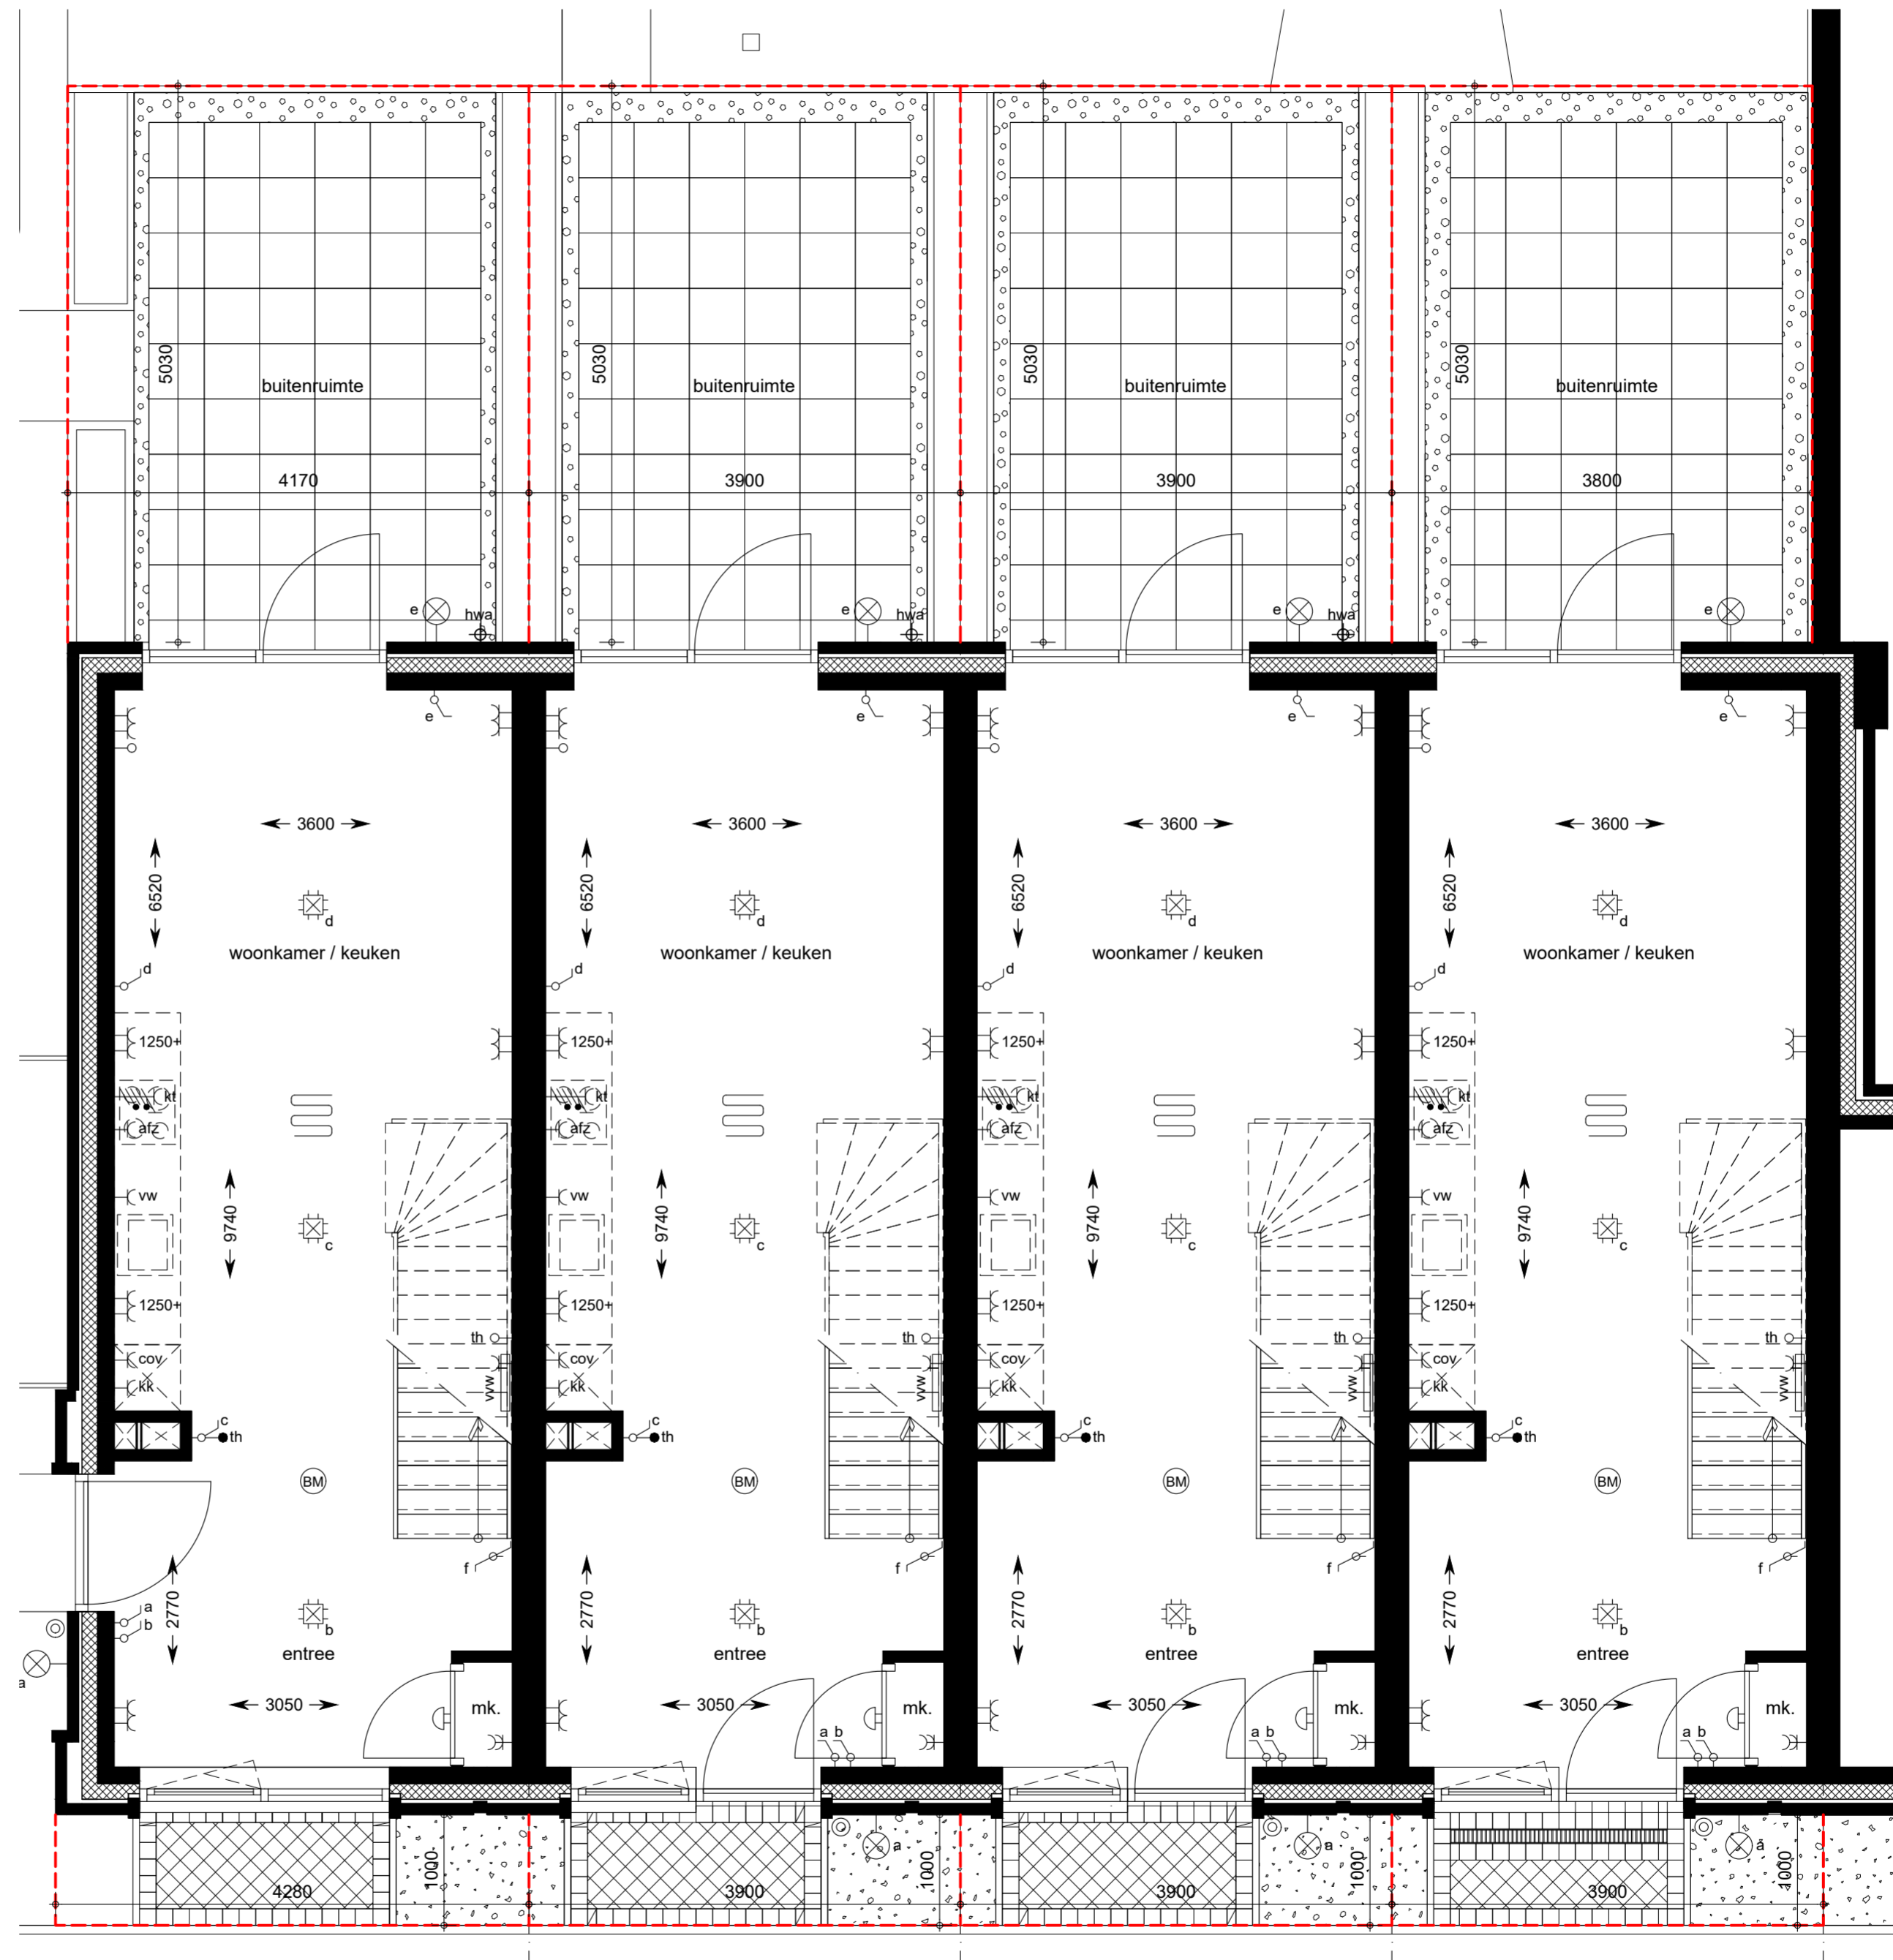 5030 5030 5030 5030
buitenruimte buitenruimte buitenruimte buitenruimte
4170 3900 3900 3800
e hwa e hwa e hwa e
e e e e
3600 3600 3600 3600
6520 6520 6520 6520
d d d d
woonkamer / keuken woonkamer / keuken woonkamer / keuken woonkamer / keuken
d d d d
1250+ 1250+ 1250+ 1250+
kt kt kt kt
afz afz afz afz
vw vw vw vw
9740 9740 9740 9740
c c c c
1250+ 1250+ 1250+ 1250+
th th th th
cov cov cov cov
kk vw kk vw kk vw kk vw
c c c c
th th th th
BM BM BM BM
f f f f
2770 2770 2770 2770
a
b
b b b b
entree entree entree entree
a
3050 3050 3050 3050
mk. mk. mk. mk.
a b a b a b
a a a
1000 1000 1000 1000
4280 3900 3900 3900